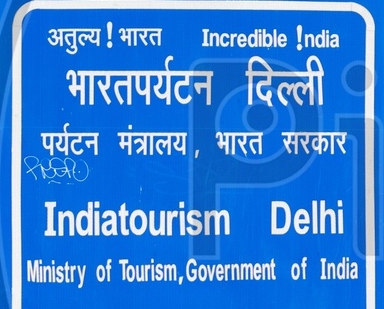 अतुल्य ! भारत Incredible !ndia
भारतपर्यटन दिल्ली
पर्यटन मंत्रालय, भारत सरकार
Indiatourism Delhi
Ministry of Tourism, Government of India